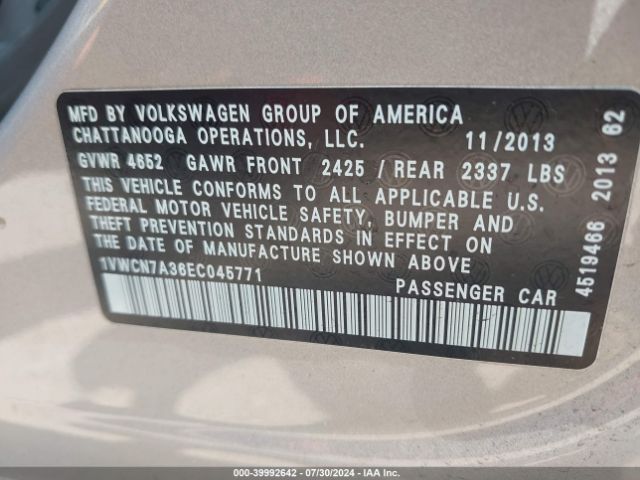 MFD BY VOLKSWAGEN GROUP OF AMERICA
CHATTANOOGA OPERATIONS, LLC. 11/2013
GVWR 4652 GAWR FRONT 2425 / REAR 2337 LBS
THIS VEHICLE CONFORMS TO ALL APPLICABLE U.S.
FEDERAL MOTOR VEHICLE SAFETY, BUMPER AND
THEFT PREVENTION STANDARDS IN EFFECT ON
THE DATE OF MANUFACTURE SHOWN ABOVE
1VWCN7A36EC045771 PASSENGER CAR
4519466 2013 62
000-39992642 - 07/30/2024 - IAA Inc.